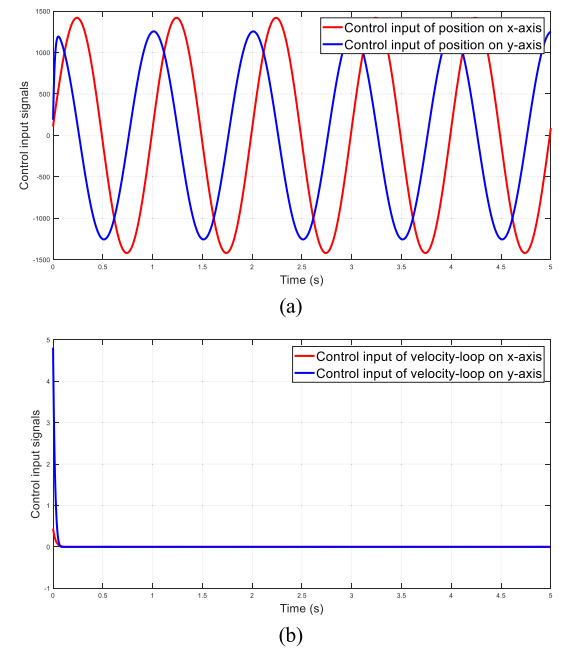 1500
1000
500
0
500
-1000
-1500
Control input signals
Control input of position on x-axis
Control input of position on y-axis
0 0.5 1 1.5 2 2.5 3 3.5 4 4.5 5
Time (s)
(a)
5
4
3
2
1
0
-1
Control input signals
Control input of velocity-loop on x-axis
Control input of velocity-loop on y-axis
0 0.5 1 1.5 2 2.5 3 3.5 4 4.5 5
Time (s)
(b)